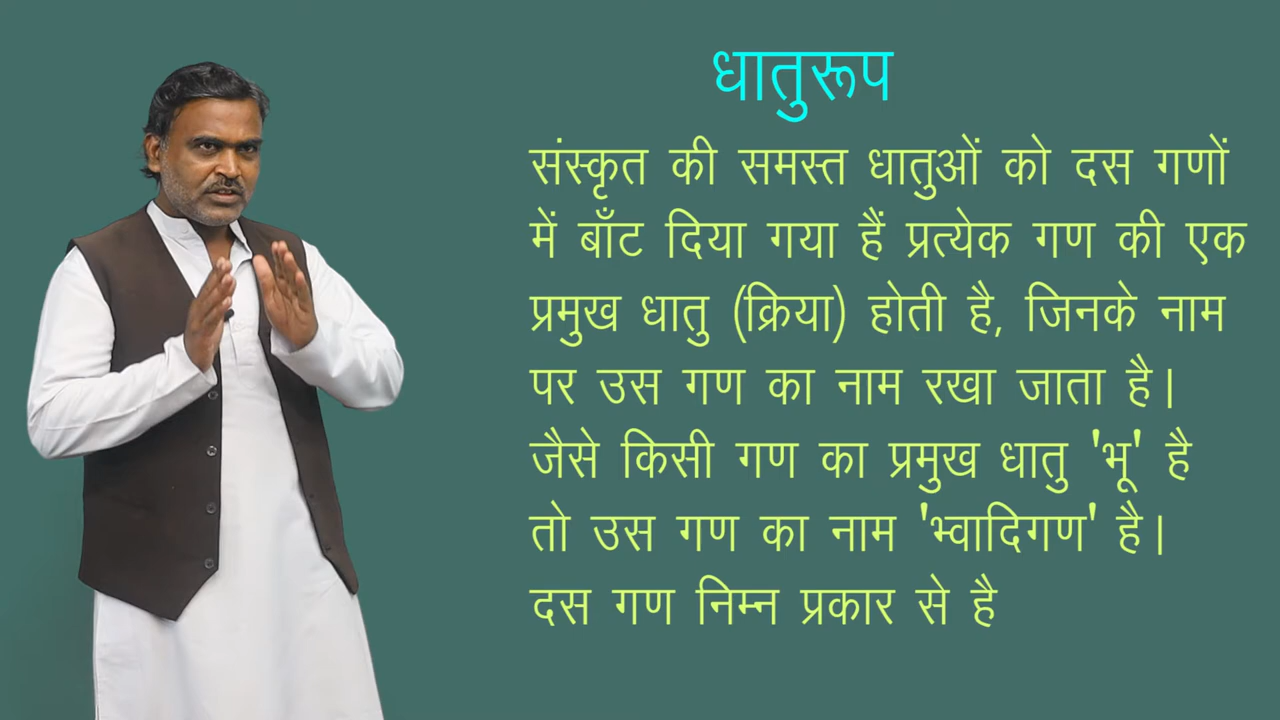 धातुरूप
संस्कृत की समस्त धातुओं को दस गणों
में बाँट दिया गया हैं प्रत्येक गण की एक
प्रमुख धातु (क्रिया) होती है, जिनके नाम
पर उस गण का नाम रखा जाता है।
जैसे किसी गण का प्रमुख धातु 'भू' है
तो उस गण का नाम 'भ्वादिगण' है।
दस गण निम्न प्रकार से है